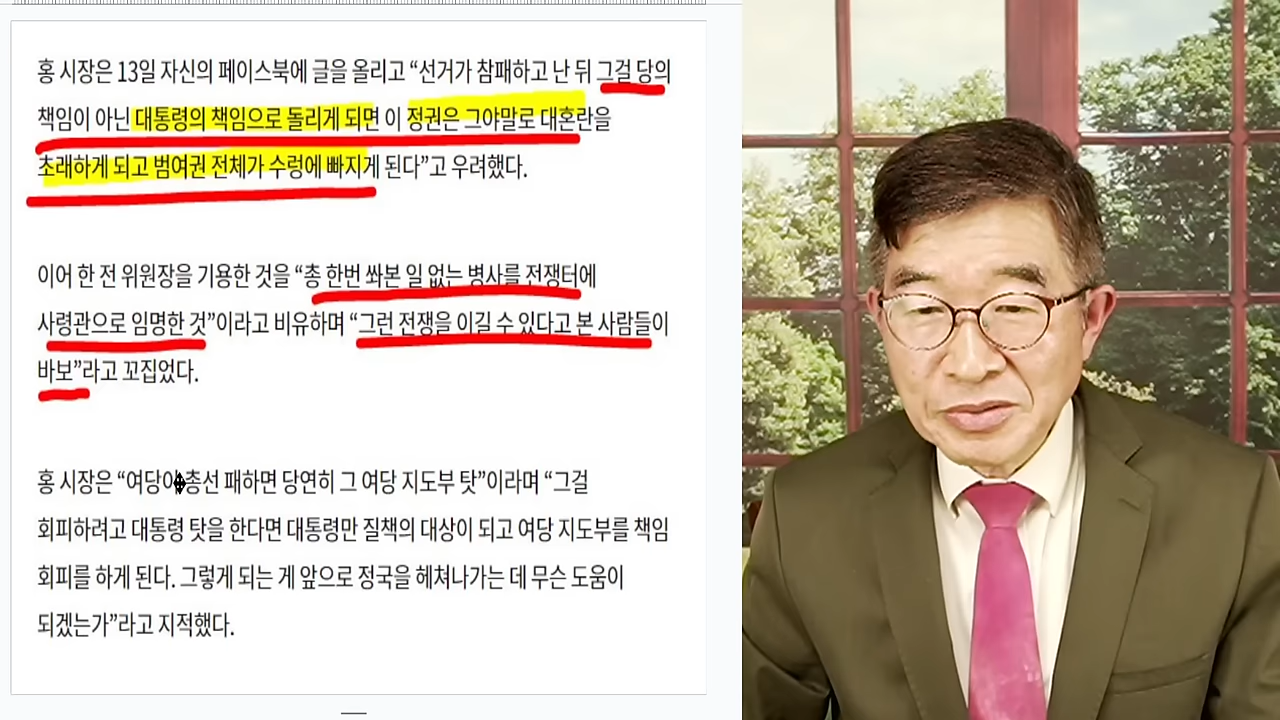 홍 시장은 13일 자신의 페이스북에 글을 올리고 “선거가 참패하고 난 뒤 그걸 당의
책임이 아닌 대통령의 책임으로 돌리게 되면 이 정권은 그야말로 대혼란을
초래하게 되고 범여권 전체가 수렁에 빠지게 된다”고 우려했다.
이어 한 전 위원장을 기용한 것을 “총 한번 쏴본 일 없는 병사를 전쟁터에
사령관으로 임명한 것”이라고 비유하며 “그런 전쟁을 이길 수 있다고 본 사람들이
바보”라고 꼬집었다.
홍 시장은 “여당이 총선 패하면 당연히 그 여당 지도부 탓”이라며 “그걸
회피하려고 대통령 탓을 한다면 대통령만 질책의 대상이 되고 여당 지도부를 책임
회피를 하게 된다. 그렇게 되는 게 앞으로 정국을 헤쳐나가는 데 무슨 도움이
되겠는가”라고 지적했다.